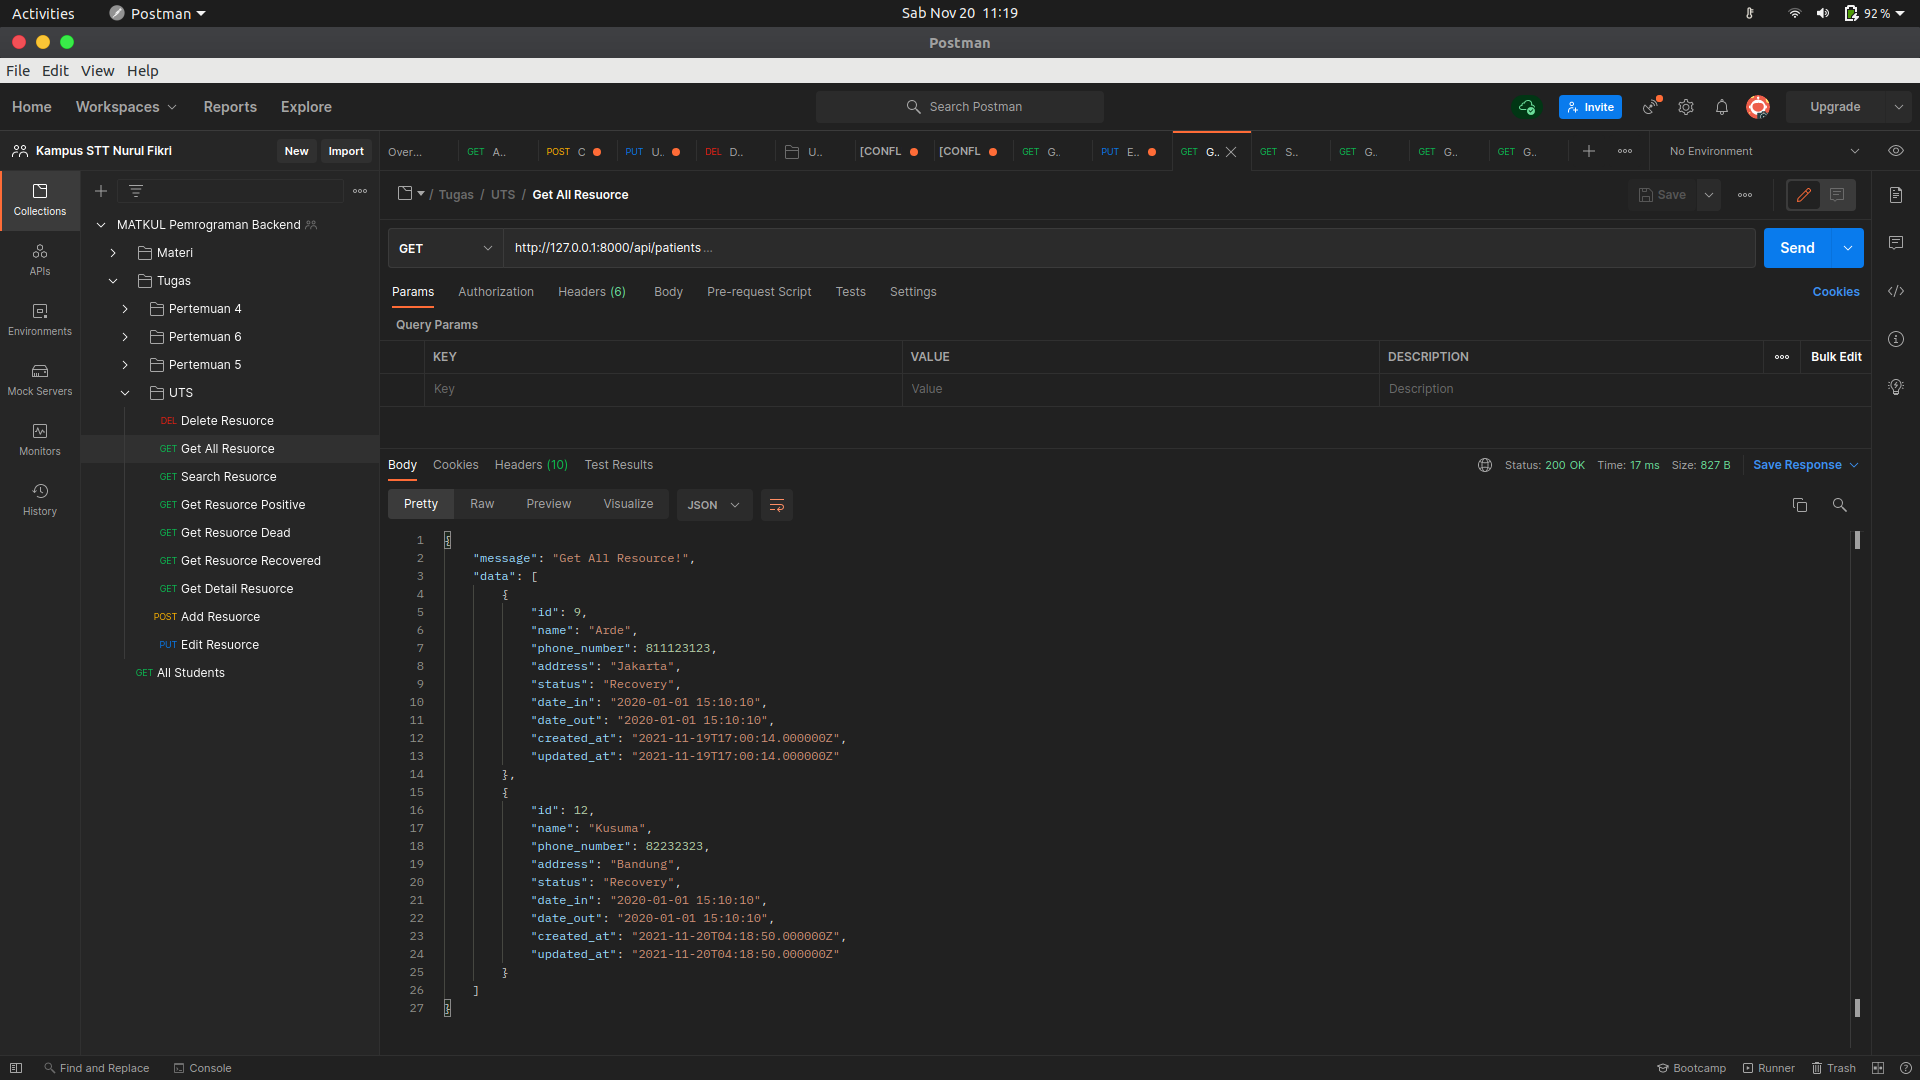 Activities Postman Sab Nov 20 11:19 92 %
Postman
File Edit View Help
Home Workspaces Reports Explore Search Postman Invite Upgrade
Kampus STT Nurul Fikri New Import
Over... GET A.. POST C PUT U.. DEL D.. U.. [CONFL [CONFL GET G.. PUT E.. GET G.. GET S.. GET G.. GET G.. GET G.. No Environment
Collections
APIs
Environments
Mock Servers
Monitors
History
MATKUL Pemrograman Backend
Materi
Tugas
Pertemuan 4
Pertemuan 6
Pertemuan 5
UTS
DEL Delete Resuorce
GET Get All Resuorce
GET Search Resuorce
GET Get Resuorce Positive
GET Get Resuorce Dead
GET Get Resuorce Recovered
GET Get Detail Resuorce
POST Add Resuorce
PUT Edit Resuorce
GET All Students
/ Tugas / UTS / Get All Resuorce Save
GET http://127.0.0.1:8000/api/patients ... Send
Params Authorization Headers (6) Body Pre-request Script Tests Settings Cookies
Query Params
KEY VALUE DESCRIPTION Bulk Edit
Key Value Description
Body Cookies Headers (10) Test Results Status: 200 OK Time: 17 ms Size: 827 B Save Response
Pretty Raw Preview Visualize JSON
1 {
2 "message": "Get All Resource!",
3 "data": [
4 {
5 "id": 9,
6 "name": "Arde",
7 "phone_number": 811123123,
8 "address": "Jakarta",
9 "status": "Recovery",
10 "date_in": "2020-01-01 15:10:10",
11 "date_out": "2020-01-01 15:10:10",
12 "created_at": "2021-11-19T17:00:14.000000Z",
13 "updated_at": "2021-11-19T17:00:14.000000Z"
14 },
15 {
16 "id": 12,
17 "name": "Kusuma",
18 "phone_number": 82232323,
19 "address": "Bandung",
20 "status": "Recovery",
21 "date_in": "2020-01-01 15:10:10",
22 "date_out": "2020-01-01 15:10:10",
23 "created_at": "2021-11-20T04:18:50.000000Z",
24 "updated_at": "2021-11-20T04:18:50.000000Z"
25 }
26 ]
27 }
Find and Replace Console Bootcamp Runner Trash